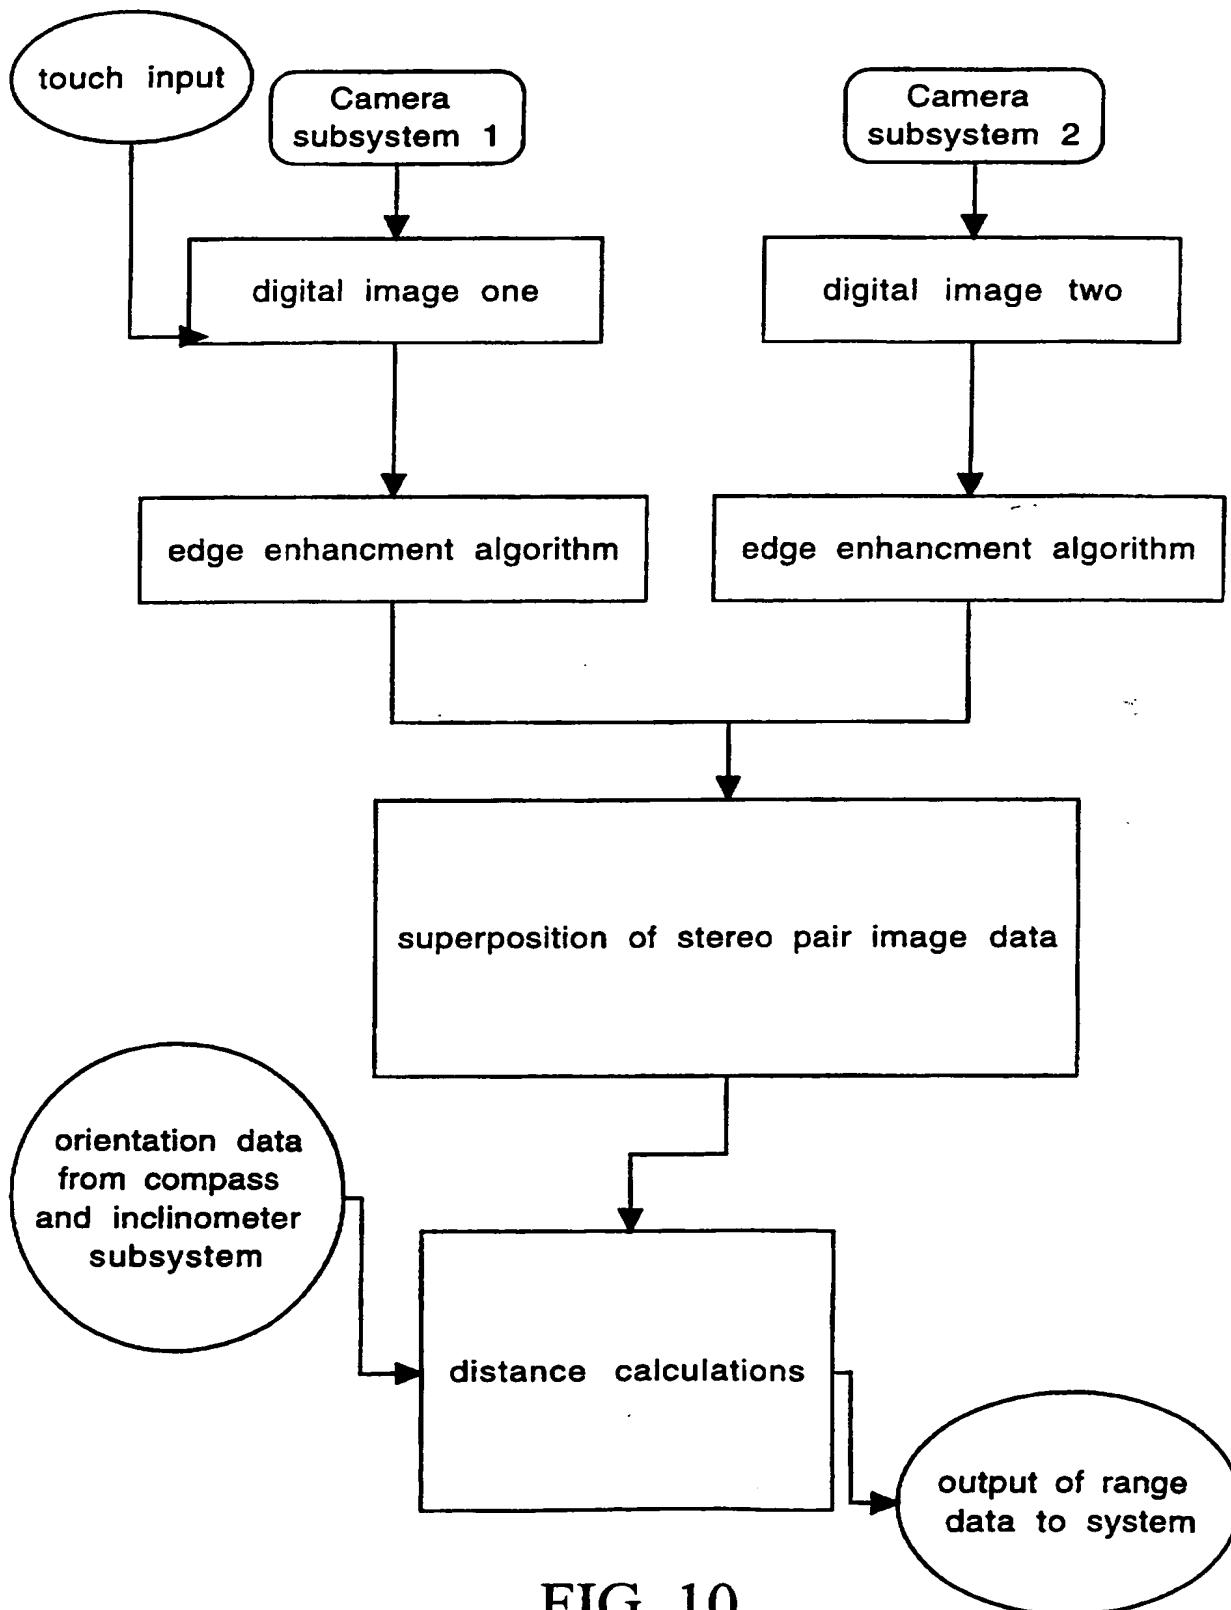 touch input
Camera
subsystem 1
Camera
subsystem 2
digital image one
digital image two
edge enhancment algorithm
edge enhancment algorithm
superposition of stereo pair image data
orientation data
from compass
and inclinometer
subsystem
distance calculations
output of range
data to system
FIG. 10